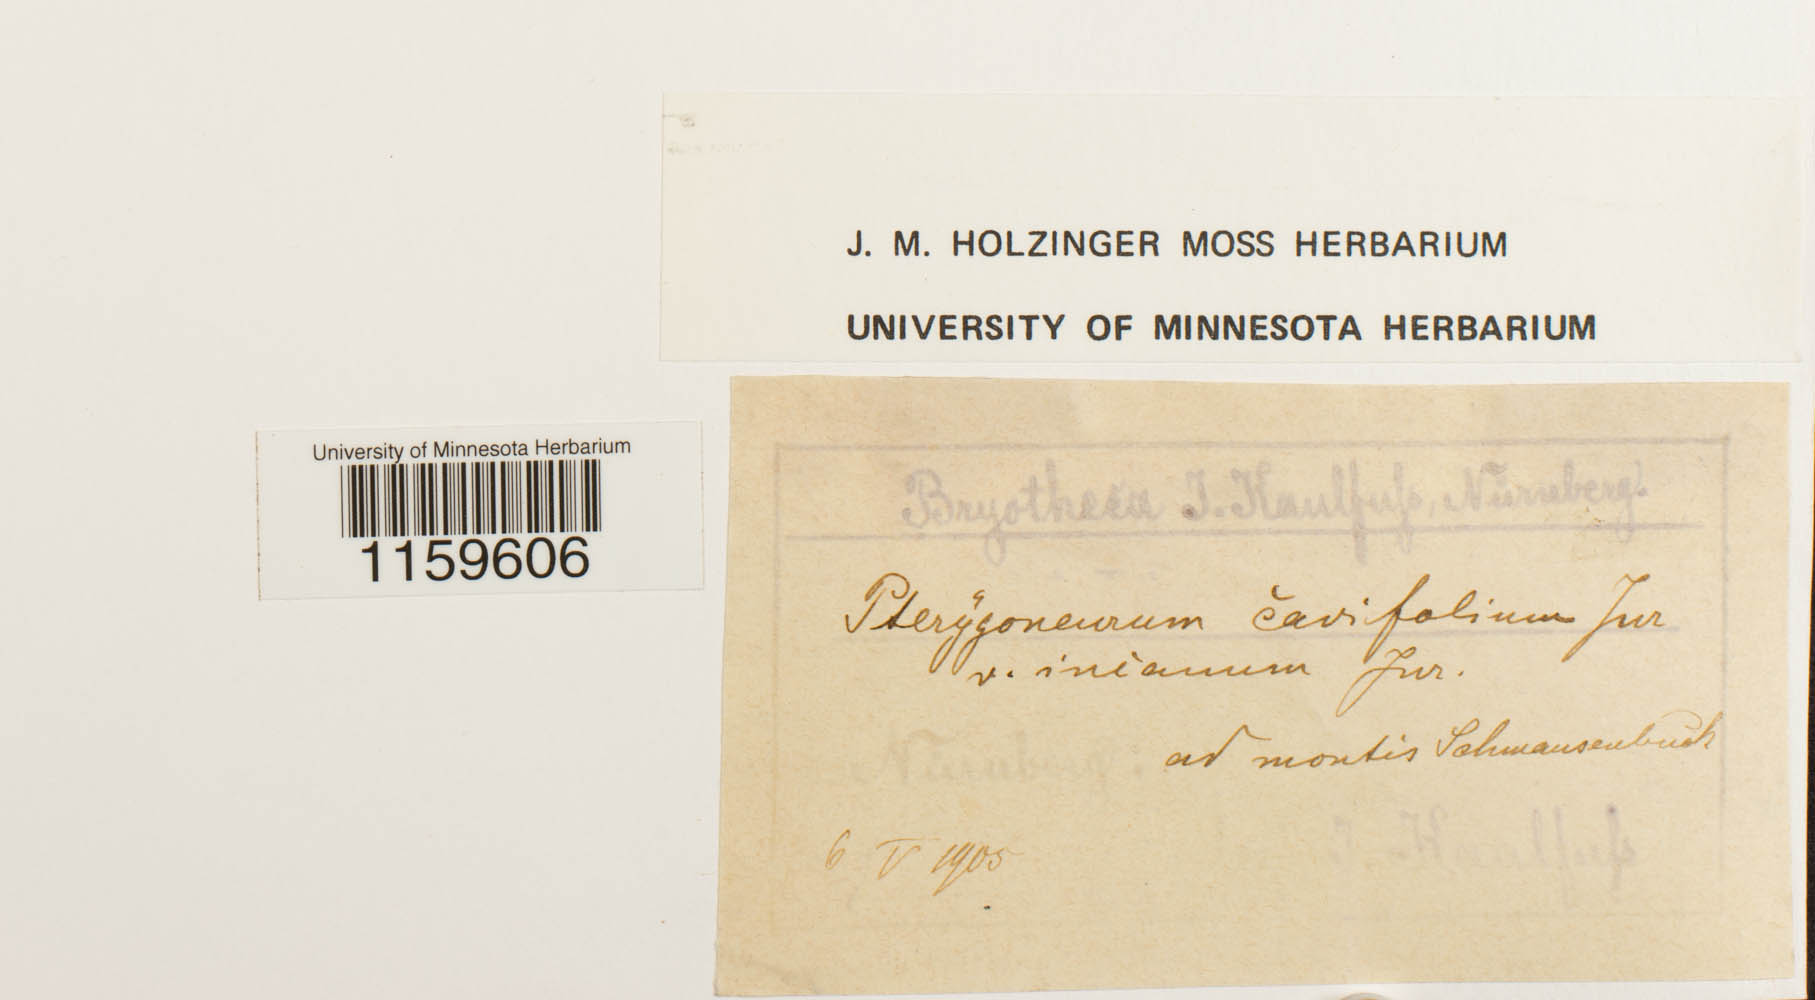 J. M. HOLZINGER MOSS HERBARIUM
UNIVERSITY OF MINNESOTA HERBARIUM
University of Minnesota Herbarium
1159606
Bryotheca J. Kaulfuß, Nürnberg.
Pterÿgoneurum cavifolium Jur
v. incanum Jur.
Nürnberg: ad montis Schmausenbuck
J. Kaulfuß
6 V 1905